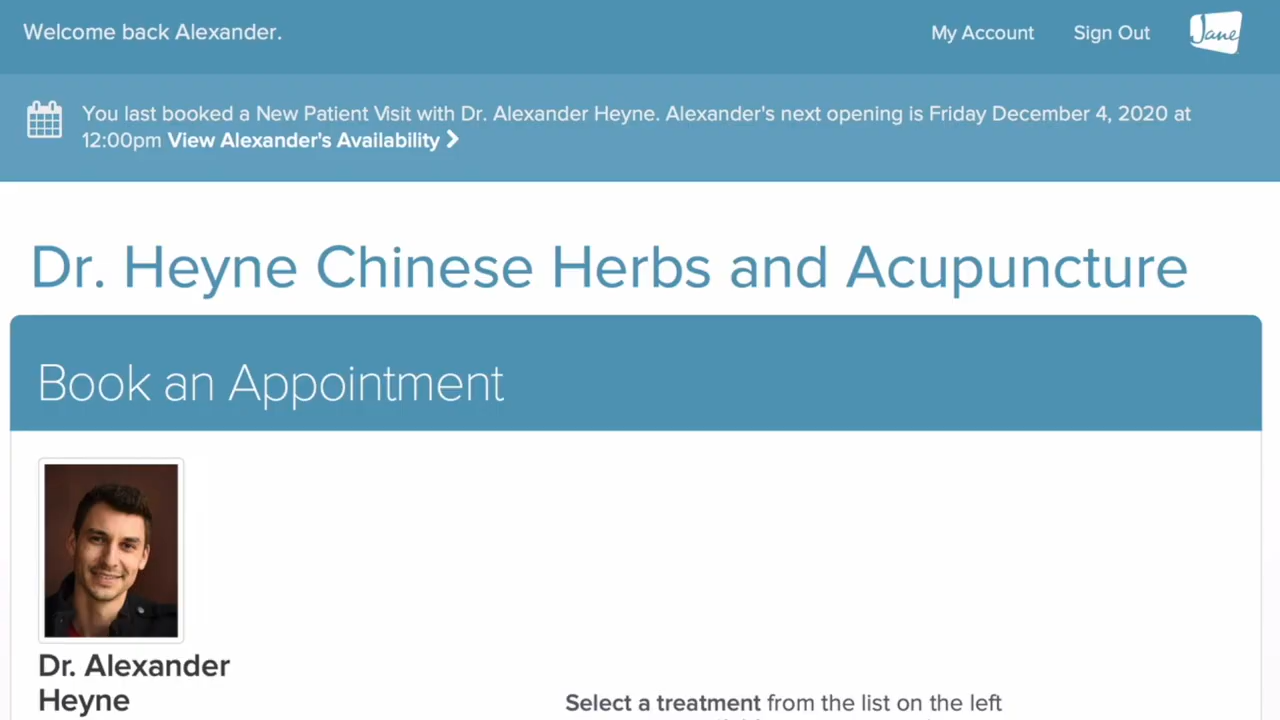 Welcome back Alexander.
My Account
Sign Out
Jane
You last booked a New Patient Visit with Dr. Alexander Heyne. Alexander's next opening is Friday December 4, 2020 at
12:00pm View Alexander's Availability
Dr. Heyne Chinese Herbs and Acupuncture
Book an Appointment
Dr. Alexander
Heyne
Select a treatment from the list on the left